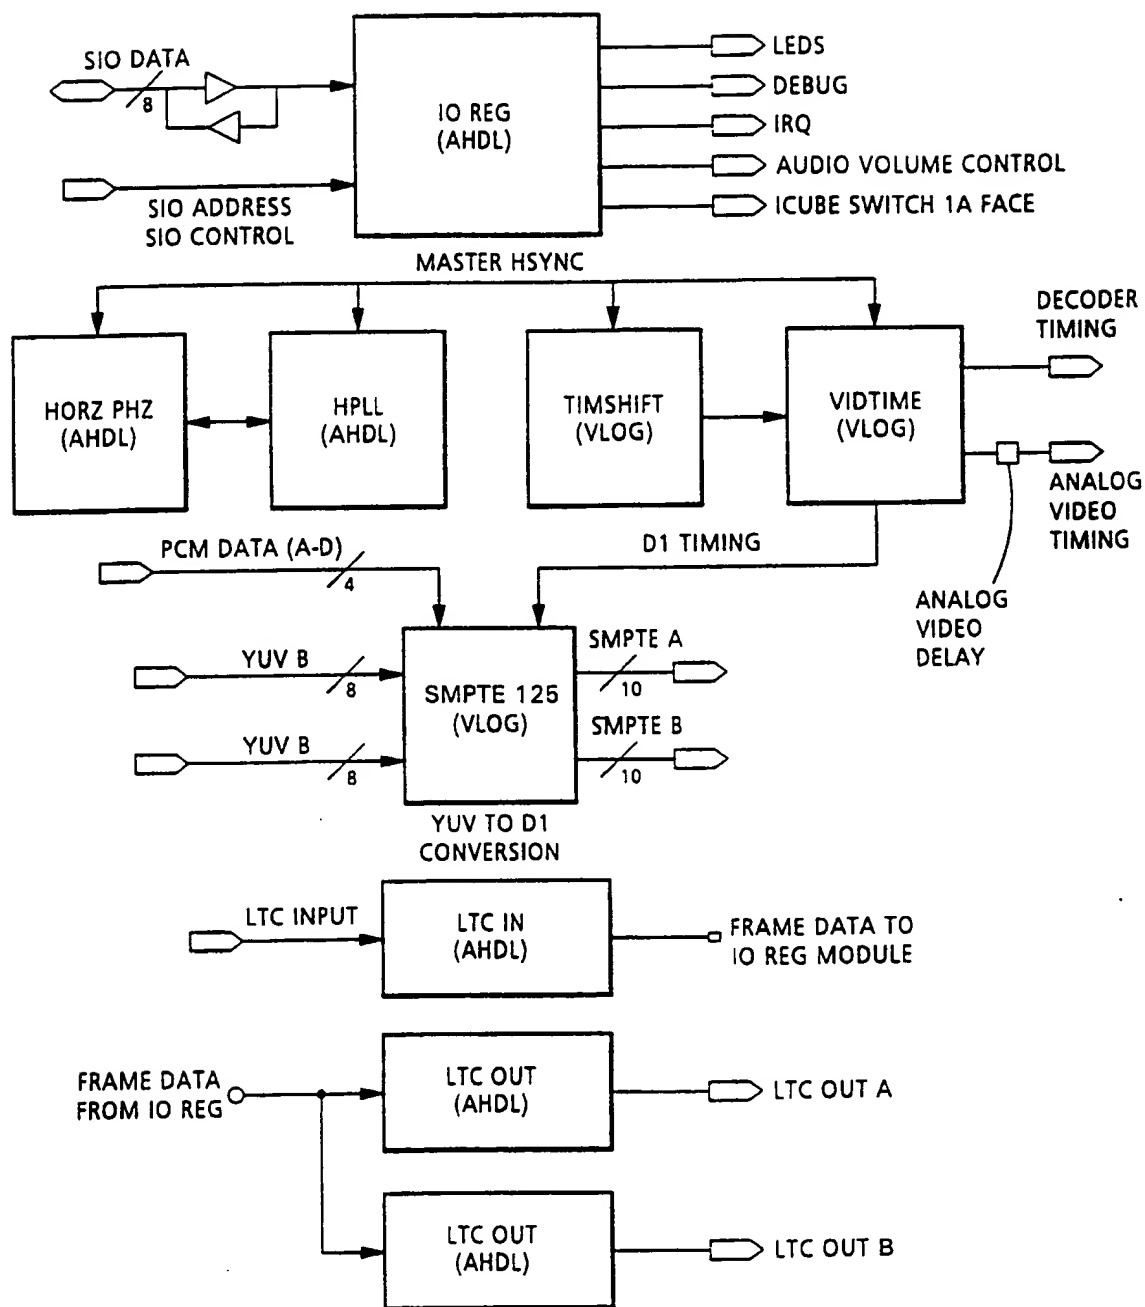 SIO DATA
8
IO REG
(AHDL)
LEDS
DEBUG
IRQ
AUDIO VOLUME CONTROL
ICUBE SWITCH 1A FACE
SIO ADDRESS
SIO CONTROL
MASTER HSYNC
HORZ PHZ
(AHDL)
HPLL
(AHDL)
TIMSHIFT
(VLOG)
VIDTIME
(VLOG)
DECODER
TIMING
ANALOG
VIDEO
TIMING
ANALOG
VIDEO
DELAY
PCM DATA (A-D)
4
D1 TIMING
YUV B
8
YUV B
8
SMPTE 125
(VLOG)
SMPTE A
10
SMPTE B
10
YUV TO D1
CONVERSION
LTC INPUT
LTC IN
(AHDL)
FRAME DATA TO
IO REG MODULE
FRAME DATA
FROM IO REG
LTC OUT
(AHDL)
LTC OUT A
LTC OUT
(AHDL)
LTC OUT B